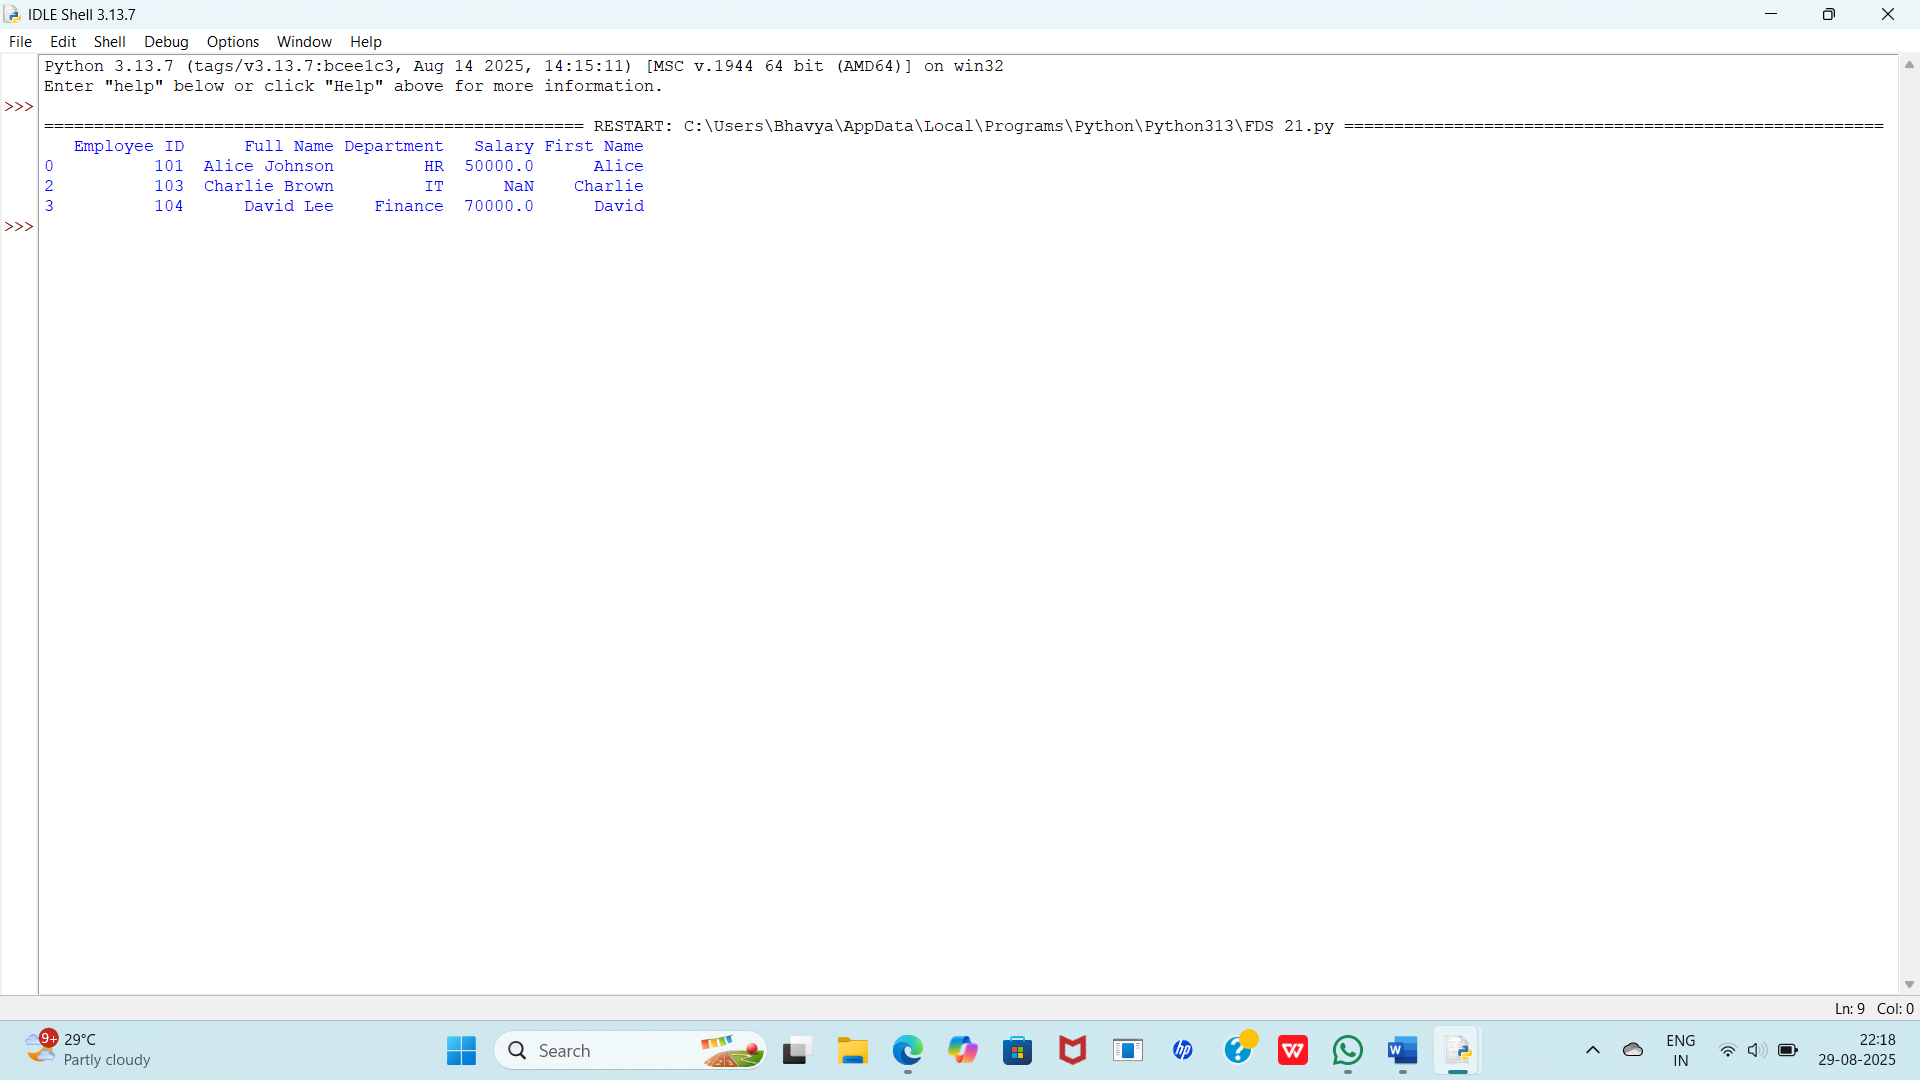 IDLE Shell 3.13.7
File Edit Shell Debug Options Window Help
Python 3.13.7 (tags/v3.13.7:bcee1c3, Aug 14 2025, 14:15:11) [MSC v.1944 64 bit (AMD64)] on win32
Enter "help" below or click "Help" above for more information.
>>>
====================================================== RESTART: C:\Users\Bhavya\AppData\Local\Programs\Python\Python313\FDS 21.py ======================================================
   Employee ID      Full Name Department   Salary First Name
0          101  Alice Johnson         HR  50000.0      Alice
2          103  Charlie Brown         IT      NaN    Charlie
3          104      David Lee    Finance  70000.0      David
>>>
Ln: 9 Col: 0
9+
29°C
Partly cloudy
Search
hp
?
W
W
ENG
IN
22:18
29-08-2025